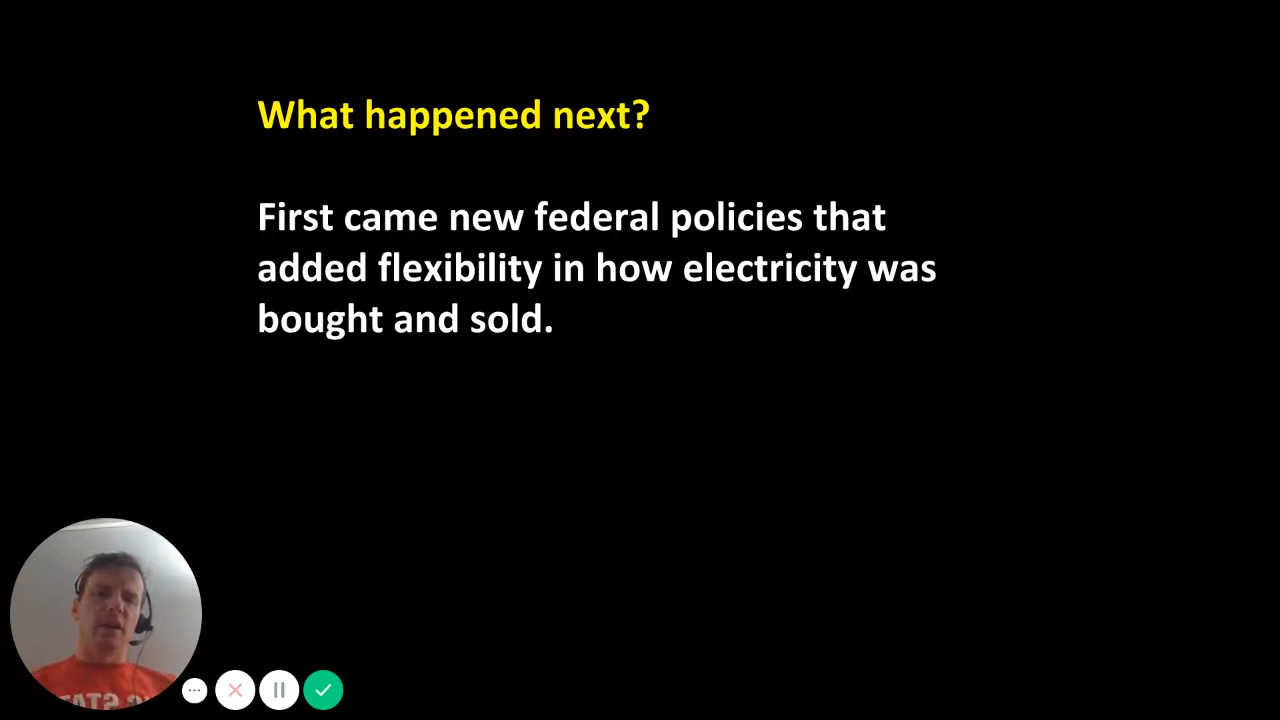 What happened next?
First came new federal policies that
added flexibility in how electricity was
bought and sold.